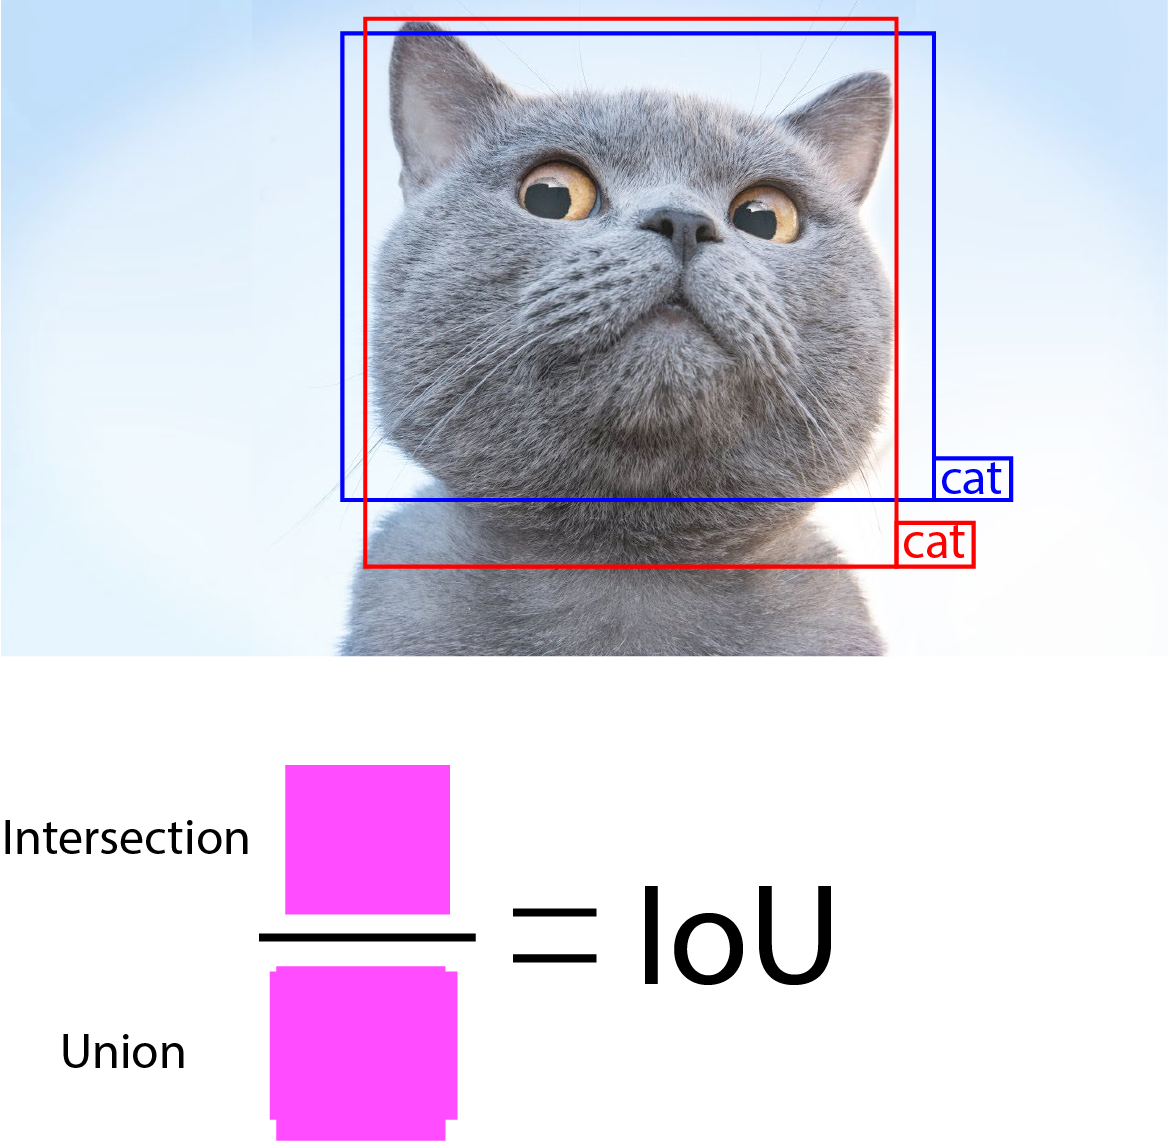 cat
cat
Intersection
= IoU
Union